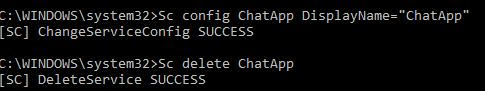 C:\WINDOWS\system32>Sc config ChatApp DisplayName="ChatApp"
[SC] ChangeServiceConfig SUCCESS
C:\WINDOWS\system32>Sc delete ChatApp
[SC] DeleteService SUCCESS